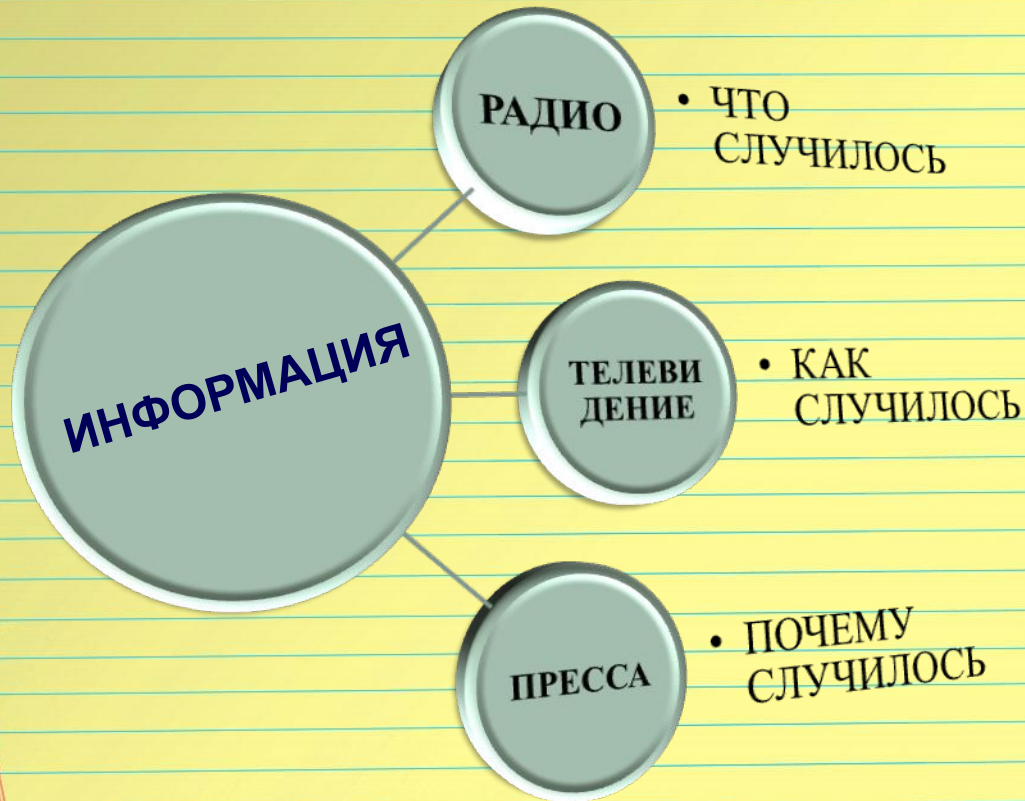 ИНФОРМАЦИЯ
РАДИО
• ЧТО
СЛУЧИЛОСЬ
ТЕЛЕВИ
ДЕНИЕ
• КАК
СЛУЧИЛОСЬ
ПРЕССА
• ПОЧЕМУ
СЛУЧИЛОСЬ